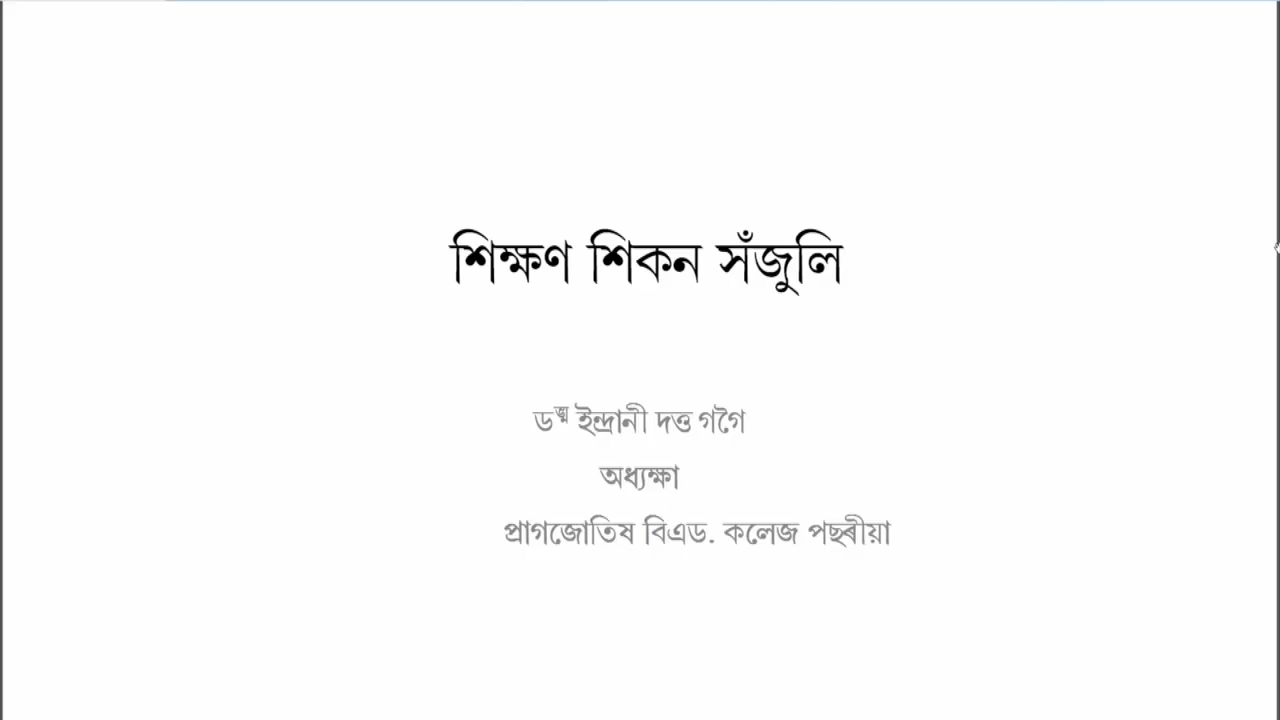 শিক্ষণ শিকন সঁজুলি
ইন্দ্ৰানী দত্ত গগৈ
অধ্যক্ষা
প্ৰাগজোতিষ বিএড. কলেজ পছৰীয়া